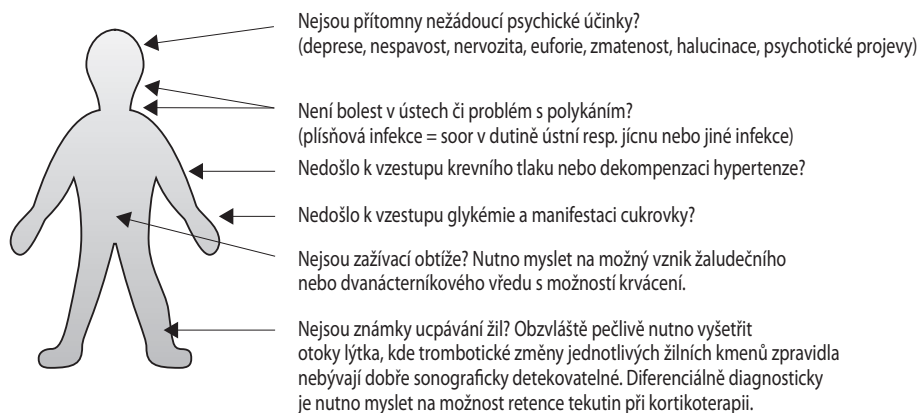 Nejsou přítomny nežádoucí psychické účinky?
(deprese, nespavost, nervozita, euforie, zmatenost, halucinace, psychotické projevy)
Není bolest v ústech či problém s polykáním?
(plísňová infekce = soor v dutině ústní resp. jícnu nebo jiné infekce)
Nedošlo k vzestupu krevního tlaku nebo dekompenzaci hypertenze?
Nedošlo k vzestupu glykémie a manifestaci cukrovky?
Nejsou zažívací obtíže? Nutno myslet na možný vznik žaludečního
nebo dvanácterníkového vředu s možností krvácení.
Nejsou známky ucpávání žil? Obzvláště pečlivě nutno vyšetřit
otoky lýtka, kde trombotické změny jednotlivých žilních kmenů zpravidla
nebývají dobře sonograficky detekovatelné. Diferenciálně diagnosticky
je nutno myslet na možnost retence tekutin při kortikoterapii.